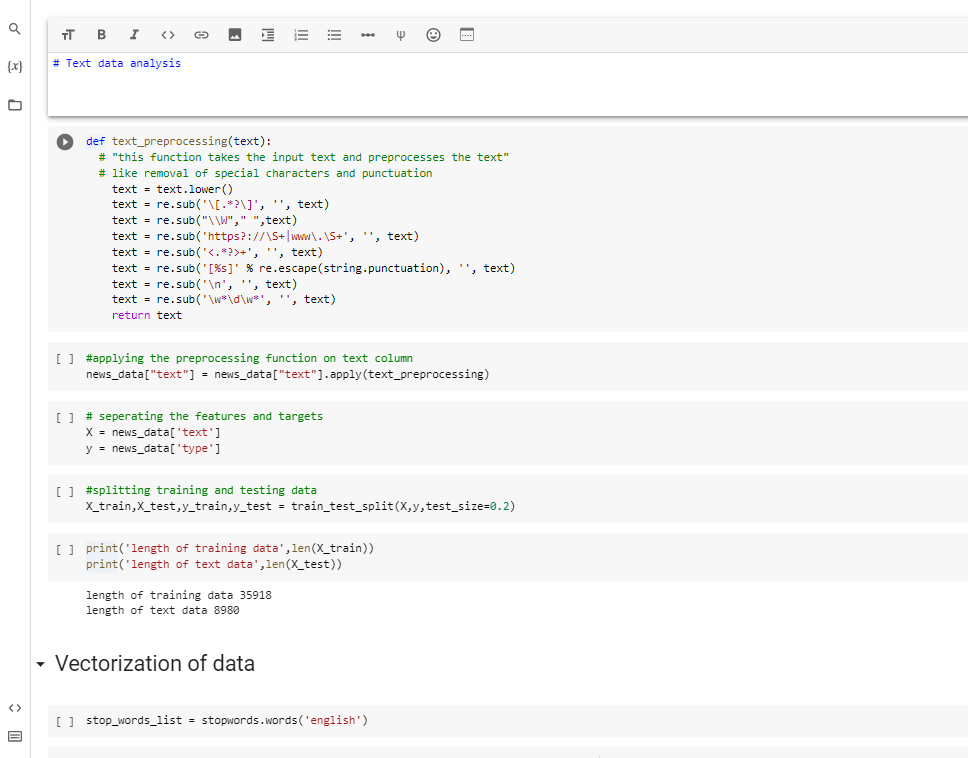 # Text data analysis
def text_preprocessing(text):
# "this function takes the input text and preprocesses the text"
# like removal of special characters and punctuation
text = text.lower()
text = re.sub('\[.*?\]', '', text)
text = re.sub("\\W"," ",text)
text = re.sub('https?://\S+|www\.\S+', '', text)
text = re.sub('<.*?>+', '', text)
text = re.sub('[%s]' % re.escape(string.punctuation), '', text)
text = re.sub('\n', '', text)
text = re.sub('\w*\d\w*', '', text)
return text
[ ] #applying the preprocessing function on text column
news_data["text"] = news_data["text"].apply(text_preprocessing)
[ ] # seperating the features and targets
X = news_data['text']
y = news_data['type']
[ ] #splitting training and testing data
X_train,X_test,y_train,y_test = train_test_split(X,y,test_size=0.2)
[ ] print('length of training data',len(X_train))
print('length of text data',len(X_test))
length of training data 35918
length of text data 8980
Vectorization of data
[ ] stop_words_list = stopwords.words('english')